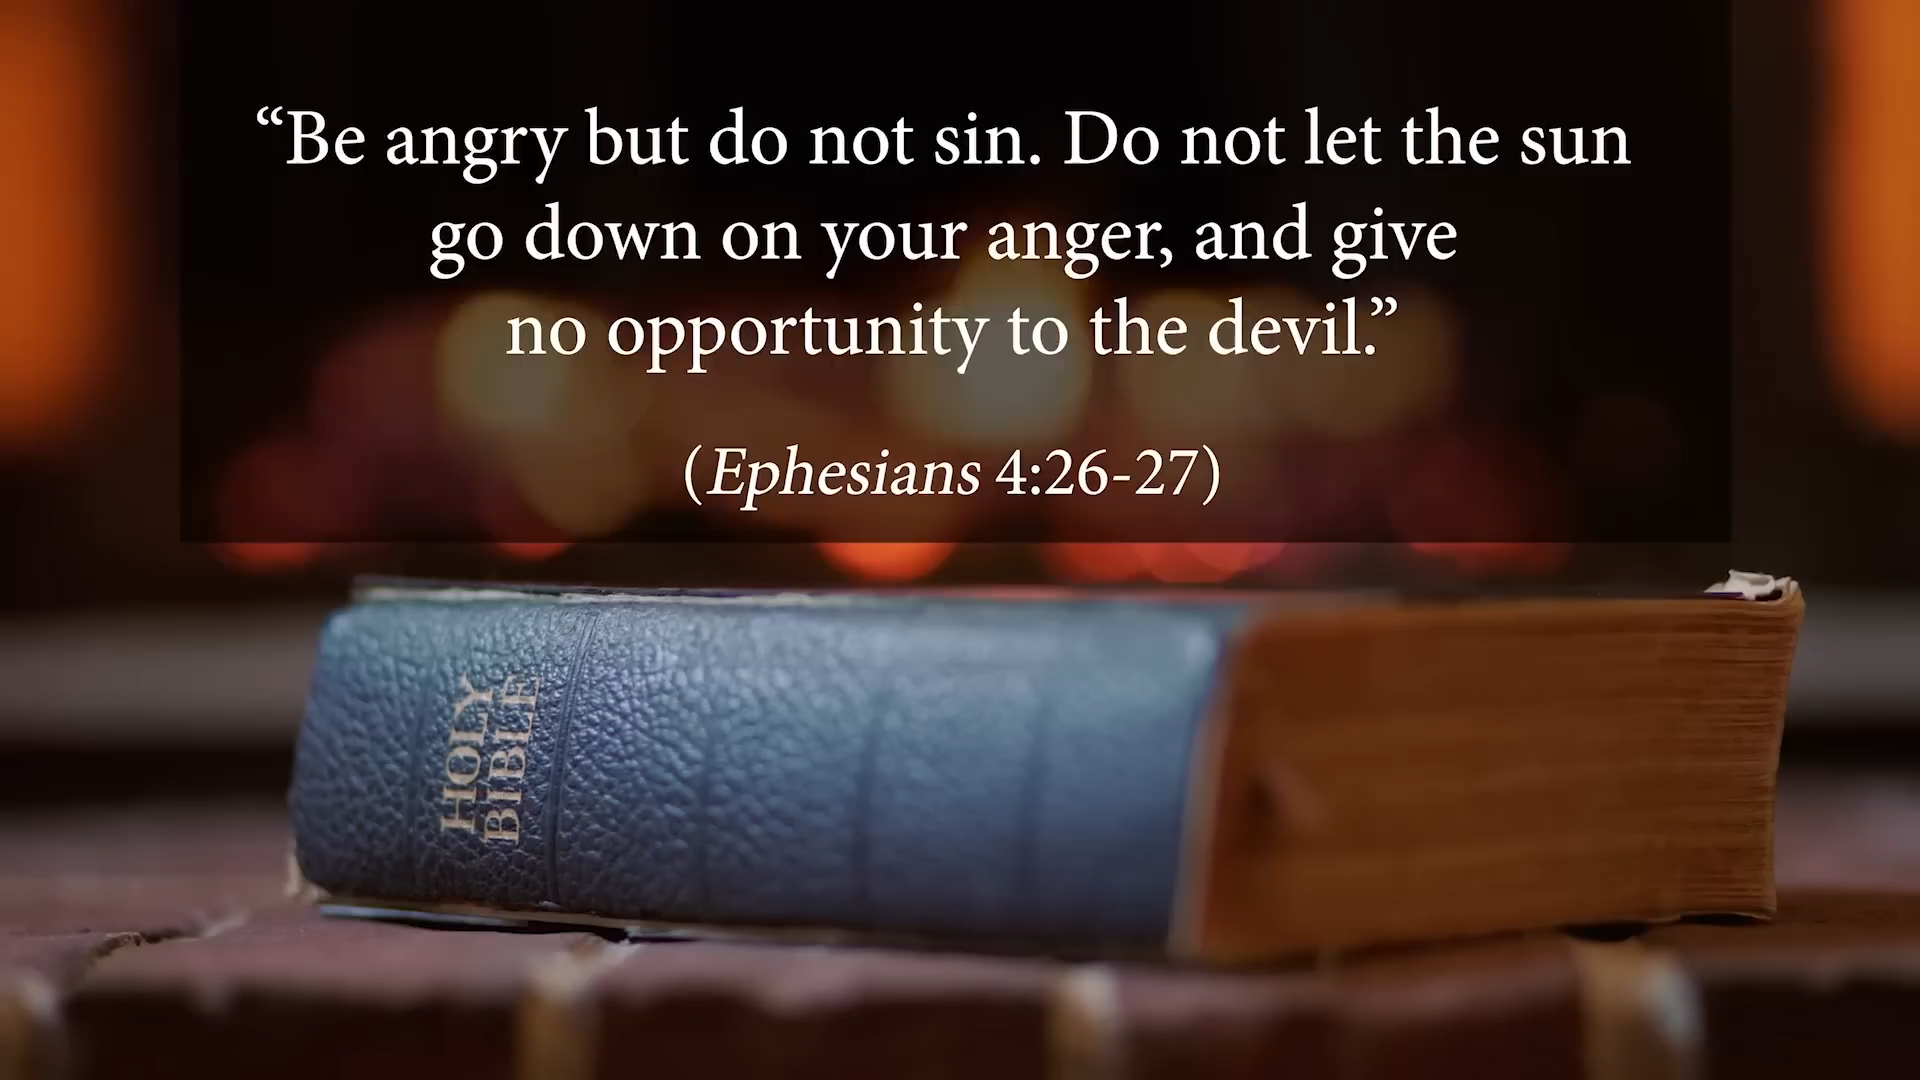 “Be angry but do not sin. Do not let the sun
go down on your anger, and give
no opportunity to the devil.”
(Ephesians 4:26-27)
HOLY
BIBLE